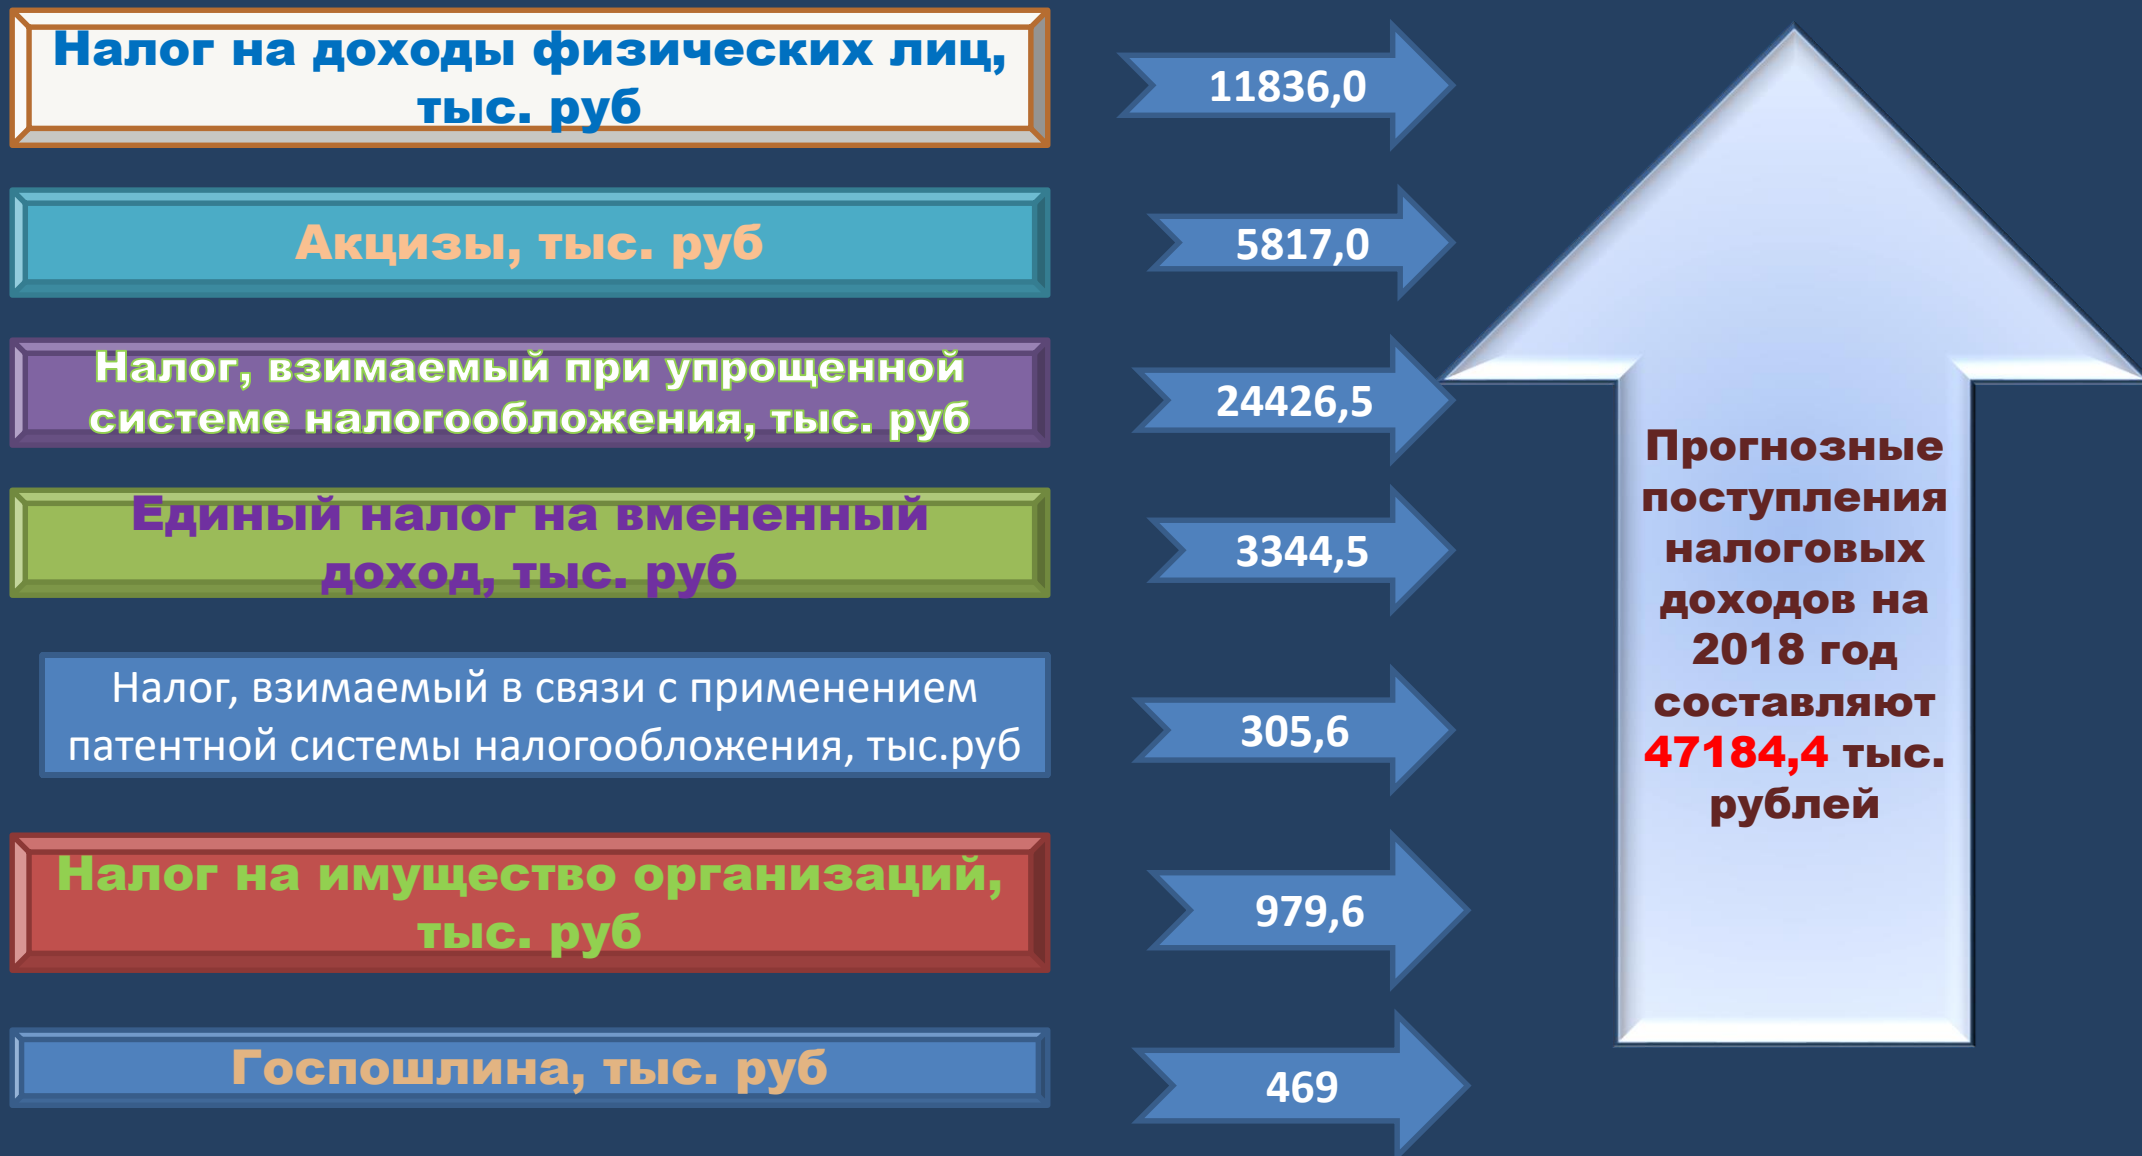 Налог на доходы физических лиц,
тыс. руб
11836,0
Акцизы, тыс. руб
5817,0
Налог, взимаемый при упрощенной
системе налогообложения, тыс. руб
24426,5
Единый налог на вмененный
доход, тыс. руб
3344,5
Налог, взимаемый в связи с применением
патентной системы налогообложения, тыс.руб
305,6
Налог на имущество организаций,
тыс. руб
979,6
Госпошлина, тыс. руб
469
Прогнозные
поступления
налоговых
доходов на
2018 год
составляют
47184,4 тыс.
рублей